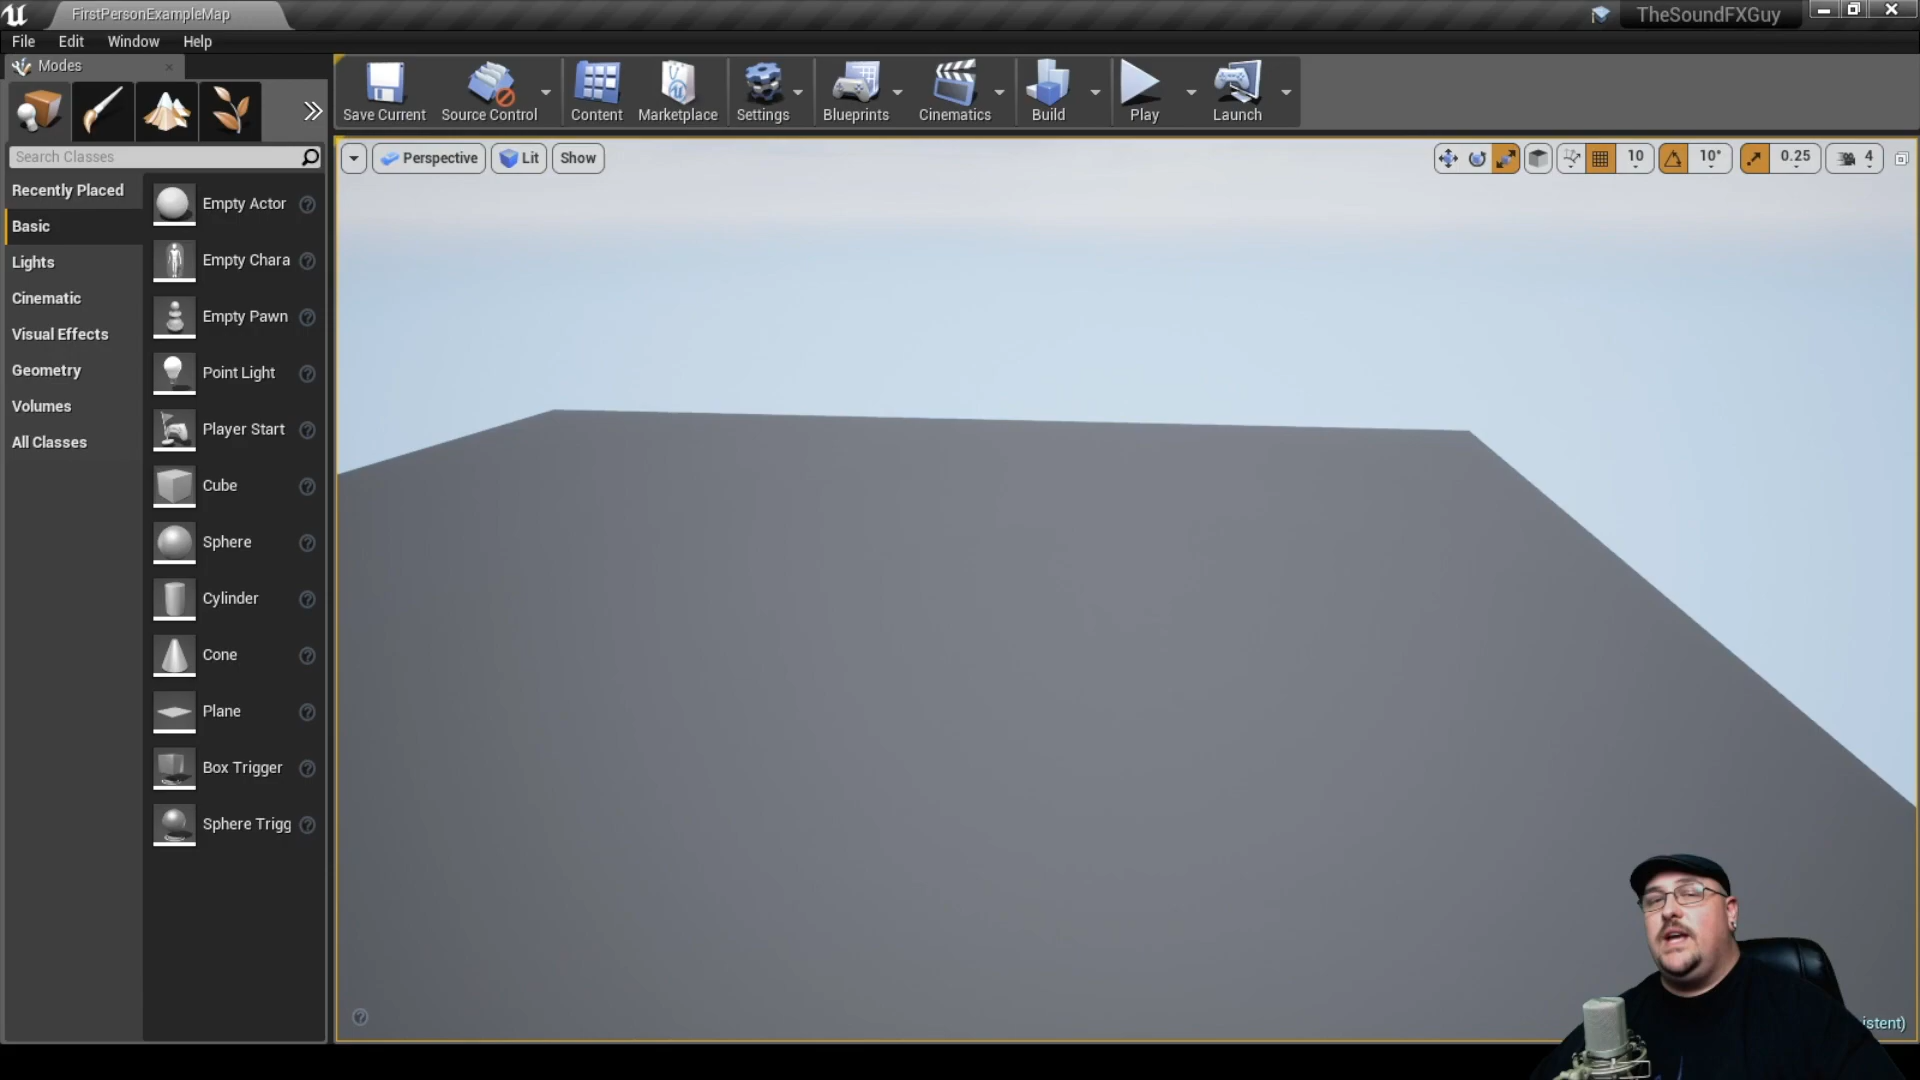 FirstPersonExampleMap
TheSoundFXGuy
File Edit Window Help
Modes
Save Current
Source Control
Content
Marketplace
Settings
Blueprints
Cinematics
Build
Play
Launch
Search Classes
Perspective
Lit
Show
10
10°
0.25
4
Recently Placed
Basic
Lights
Cinematic
Visual Effects
Geometry
Volumes
All Classes
Empty Actor
Empty Chara
Empty Pawn
Point Light
Player Start
Cube
Sphere
Cylinder
Cone
Plane
Box Trigger
Sphere Trigg
istent)